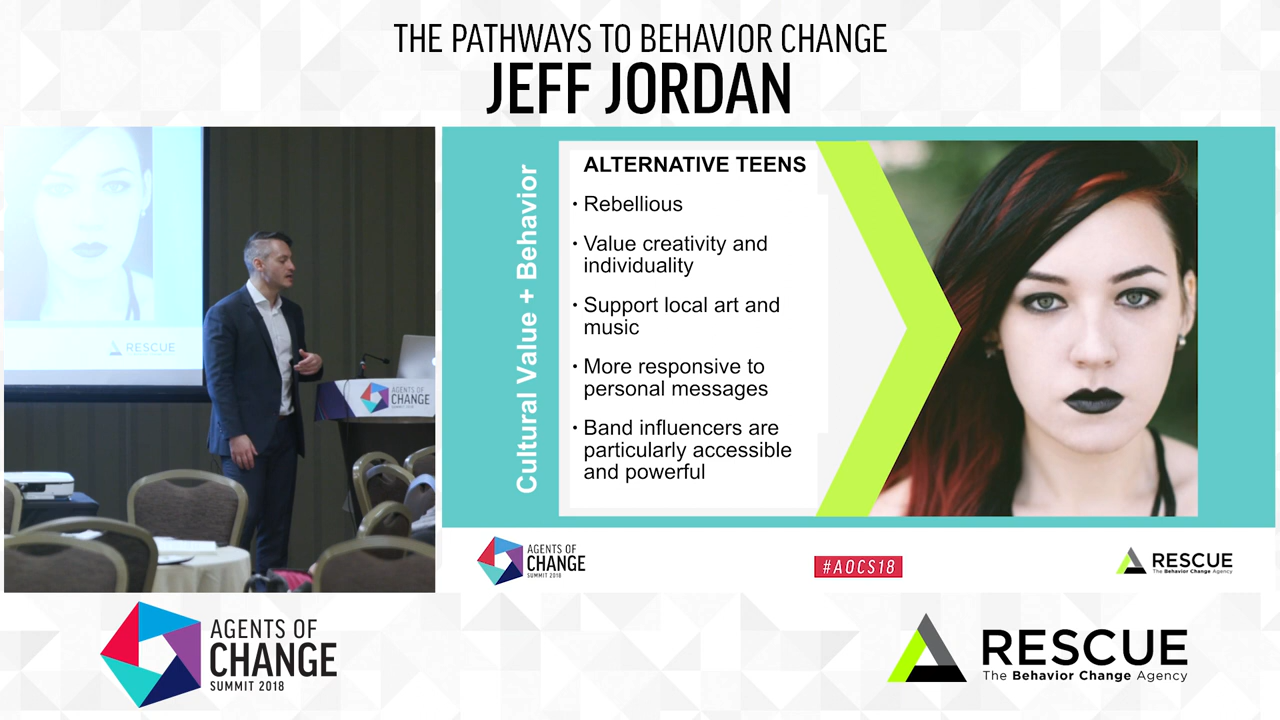 THE PATHWAYS TO BEHAVIOR CHANGE
JEFF JORDAN
RESCUE
AGENTS OF
CHANGE
SUMMIT 2018
Cultural Value + Behavior
ALTERNATIVE TEENS
• Rebellious
• Value creativity and
individuality
• Support local art and
music
• More responsive to
personal messages
• Band influencers are
particularly accessible
and powerful
AGENTS OF
CHANGE
SUMMIT 2018
#AOCS18
RESCUE
The Behavior Change Agency
AGENTS OF
CHANGE
SUMMIT 2018
RESCUE
The Behavior Change Agency